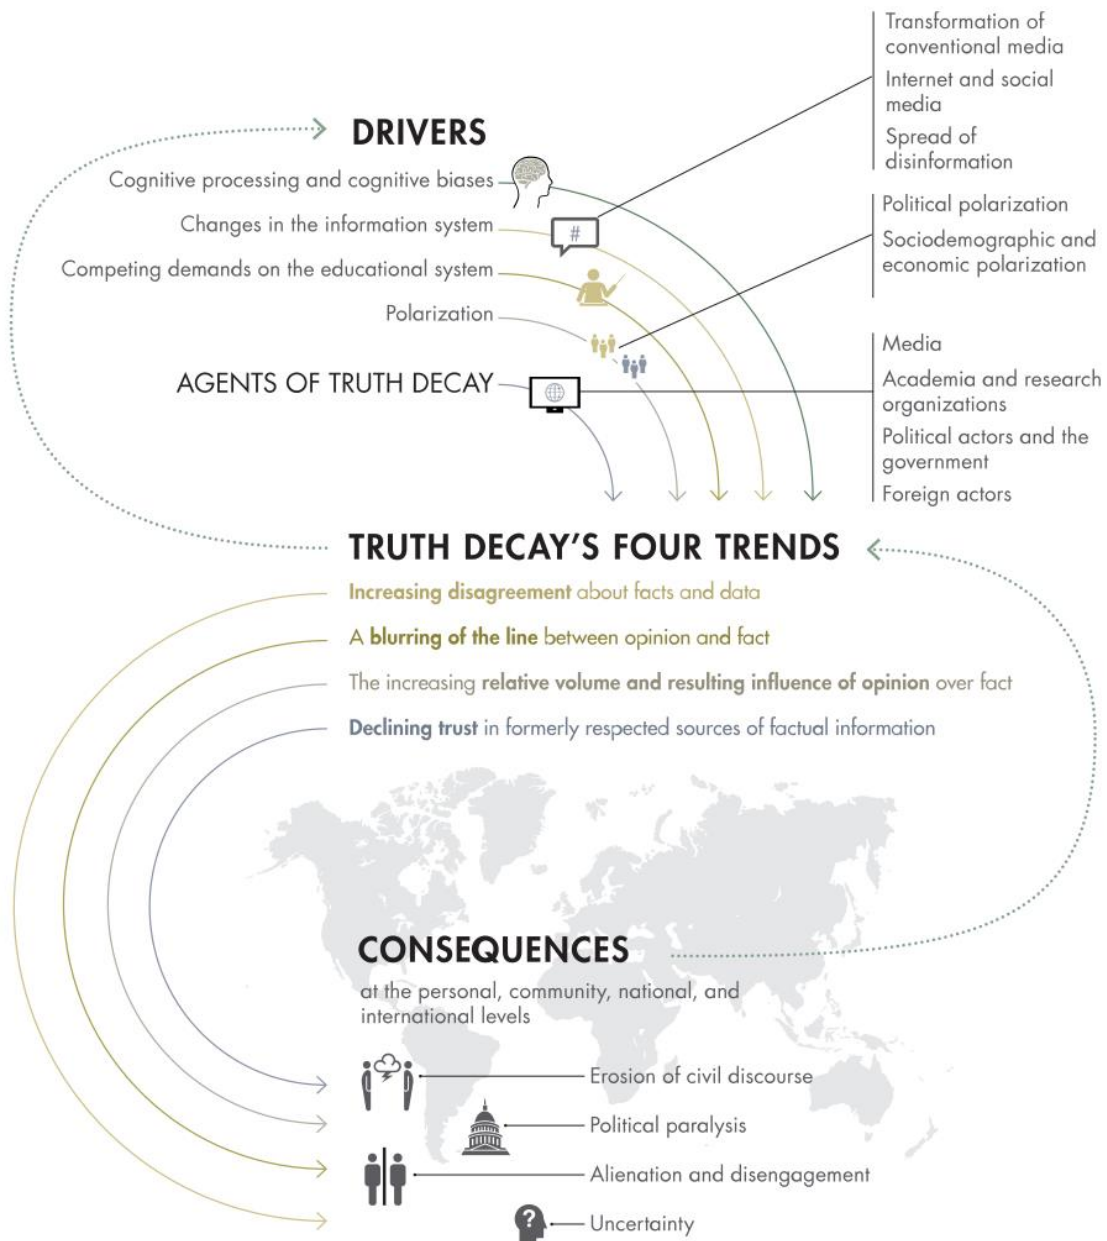 Transformation of
conventional media
Internet and social
media
Spread of
disinformation
DRIVERS
Cognitive processing and cognitive biases
Changes in the information system
#
Competing demands on the educational system
Polarization
Political polarization
Sociodemographic and
economic polarization
AGENTS OF TRUTH DECAY
Media
Academia and research
organizations
Political actors and the
government
Foreign actors
TRUTH DECAY'S FOUR TRENDS
Increasing disagreement about facts and data
A blurring of the line between opinion and fact
The increasing relative volume and resulting influence of opinion over fact
Declining trust in formerly respected sources of factual information
CONSEQUENCES
at the personal, community, national, and
international levels
Erosion of civil discourse
Political paralysis
Alienation and disengagement
?
Uncertainty